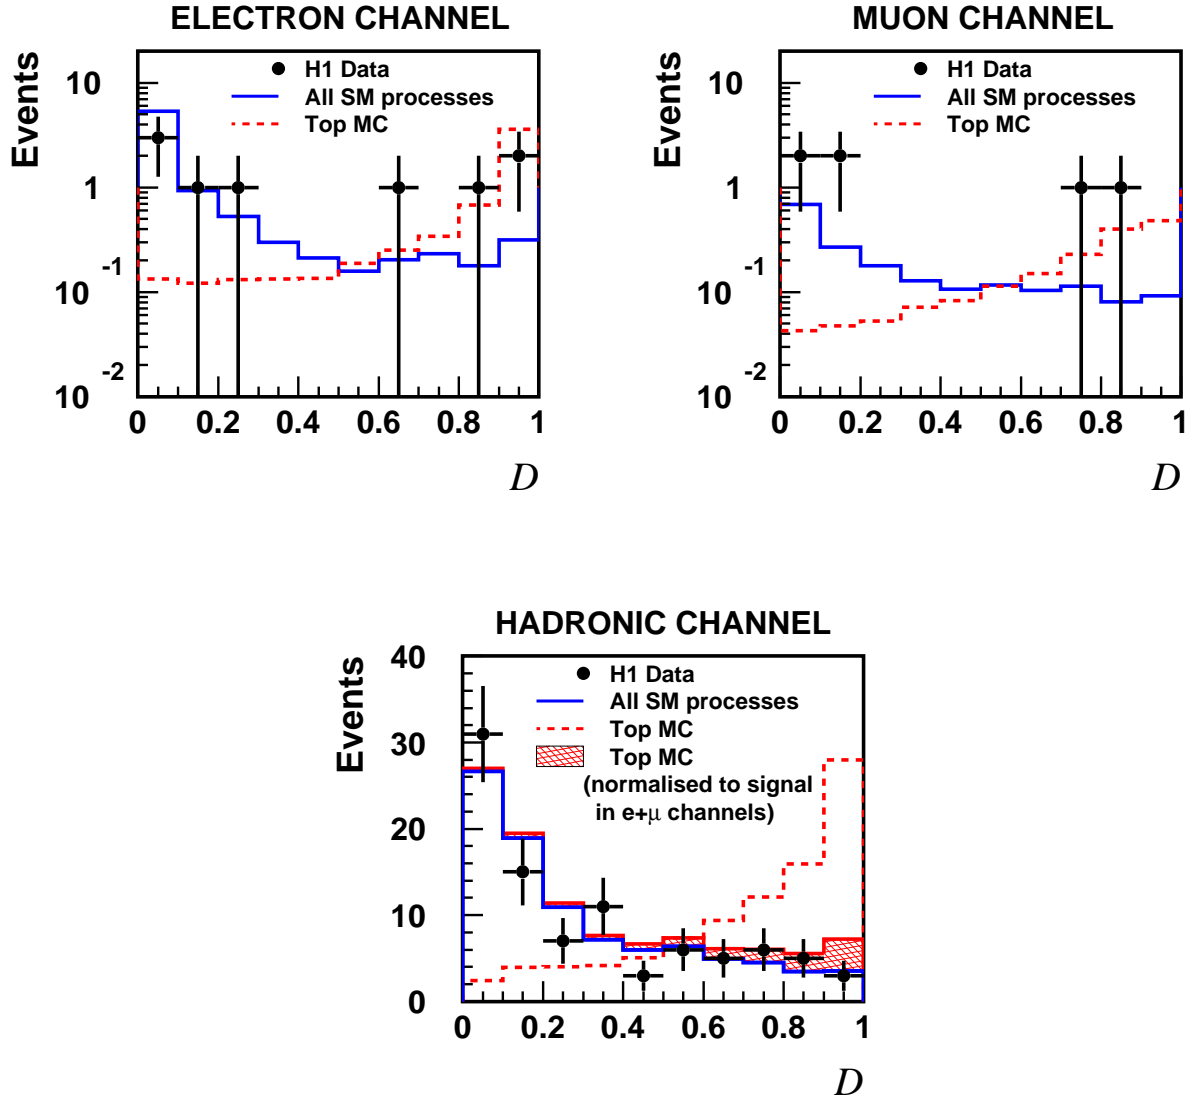 ELECTRON CHANNEL
Events
10
1
10 -1
10 -2
H1 Data
All SM processes
Top MC
0 0.2 0.4 0.6 0.8 1
D
MUON CHANNEL
Events
10
1
10 -1
10 -2
H1 Data
All SM processes
Top MC
0 0.2 0.4 0.6 0.8 1
D
HADRONIC CHANNEL
Events
40
30
20
10
0
H1 Data
All SM processes
Top MC
Top MC
(normalised to signal
in e+μ channels)
0 0.2 0.4 0.6 0.8 1
D